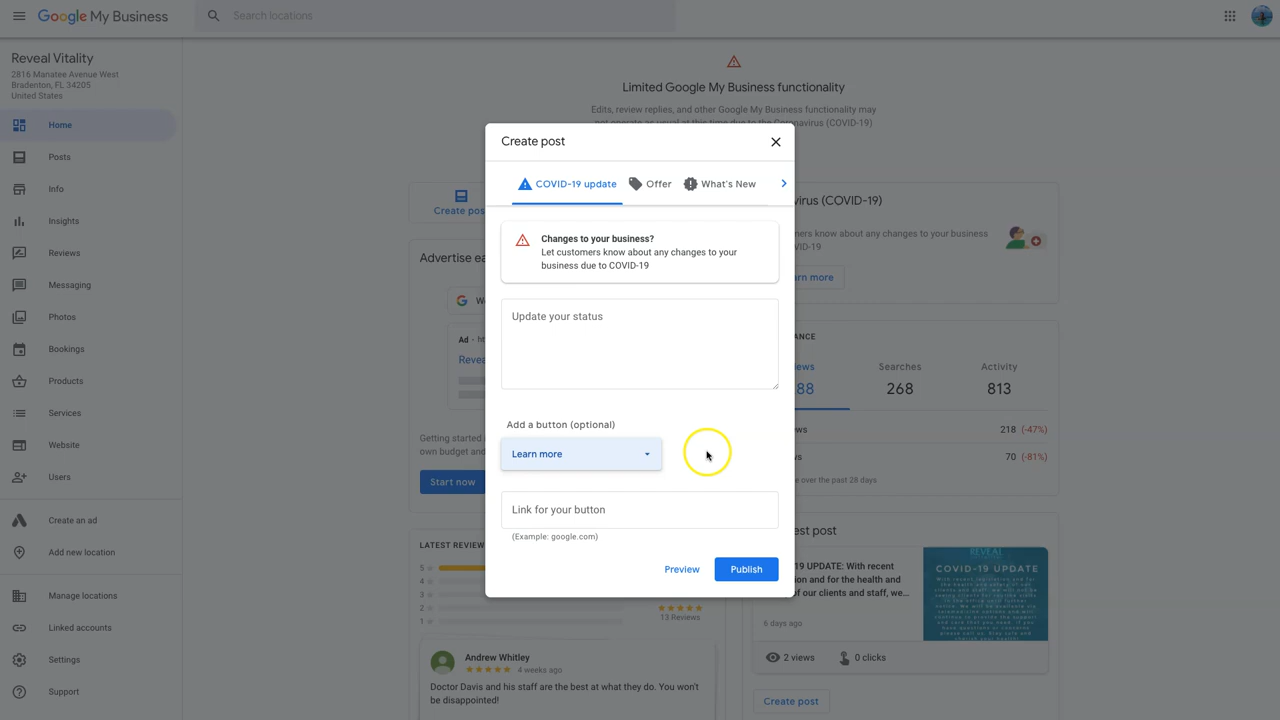 Google My Business
Search locations
Reveal Vitality
2816 Manatee Avenue West
Bradenton, FL 34205
United States
Home
Posts
Info
Insights
Reviews
Messaging
Photos
Bookings
Products
Services
Website
Users
Create an ad
Add new location
Manage locations
Linked accounts
Settings
Support
Limited Google My Business functionality
Edits, review replies, and other Google My Business functionality may
not operate as usual at this time due to the Coronavirus (COVID-19)
Create post
COVID-19 update
Offer
What's New
Changes to your business?
Let customers know about any changes to your
business due to COVID-19
Update your status
Add a button (optional)
Learn more
Link for your button
(Example: google.com)
Preview
Publish
Create pos
Advertise ea
Ad
Revea
Getting started
own budget and
Start now
LATEST REVIEW
5
4
3
2
1
13 Reviews
Andrew Whitley
4 weeks ago
Doctor Davis and his staff are the best at what they do. You won't
be disappointed!
virus (COVID-19)
ers know about any changes to your
VID-19
arn more
ANCE
ews
Searches
Activity
88
268
813
ws
218 (-47%)
s
70 (-81%)
e over the past 28 days
est post
19 UPDATE: With recent
ion and for the health and
of our clients and staff, we...
6 days ago
REVEAL
COVID-19 UPDATE
2 views
0 clicks
Create post